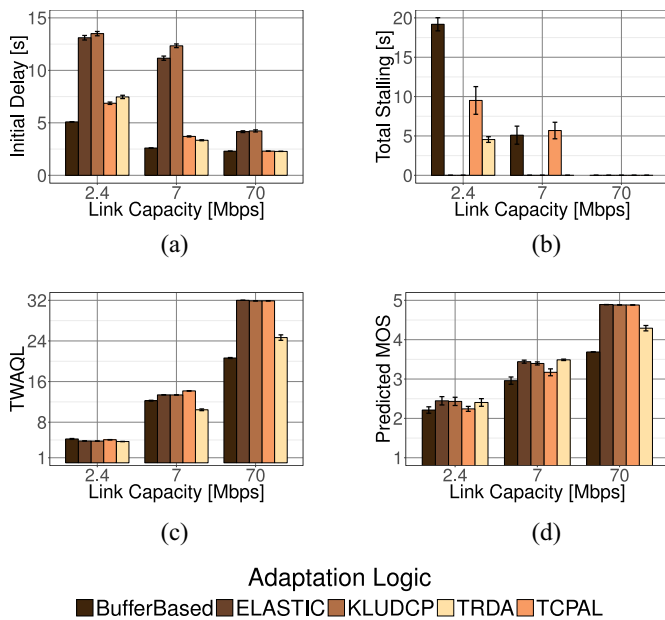 15
10
5
0
Initial Delay [s]
2.4 7 70
Link Capacity [Mbps]
(a)
20
15
10
5
0
Total Stalling [s]
2.4 7 70
Link Capacity [Mbps]
(b)
32
24
16
8
1
TWAQL
2.4 7 70
Link Capacity [Mbps]
(c)
5
4
3
2
1
Predicted MOS
2.4 7 70
Link Capacity [Mbps]
(d)
Adaptation Logic
BufferBased ELASTIC KLUDCP TRDA TCPAL